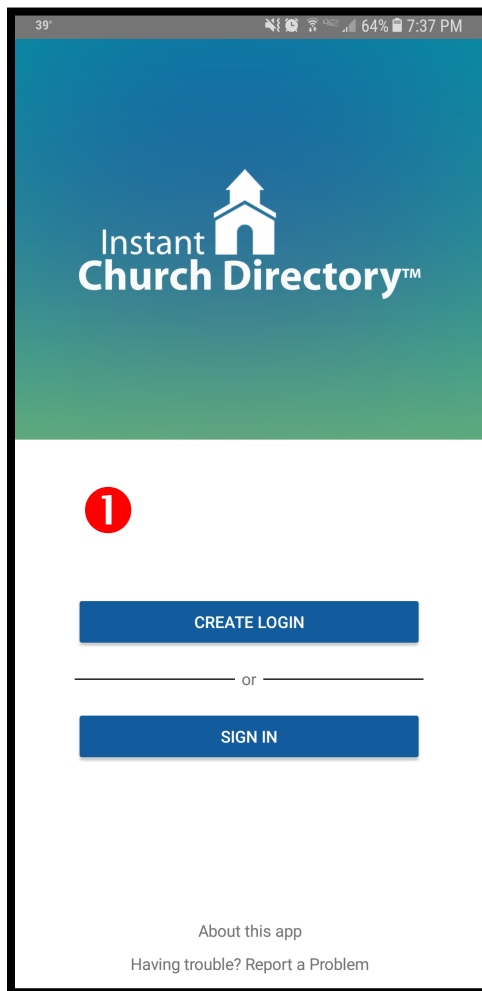 39° 64% 7:37 PM
Instant
Church Directory™
1
CREATE LOGIN
or
SIGN IN
About this app
Having trouble? Report a Problem